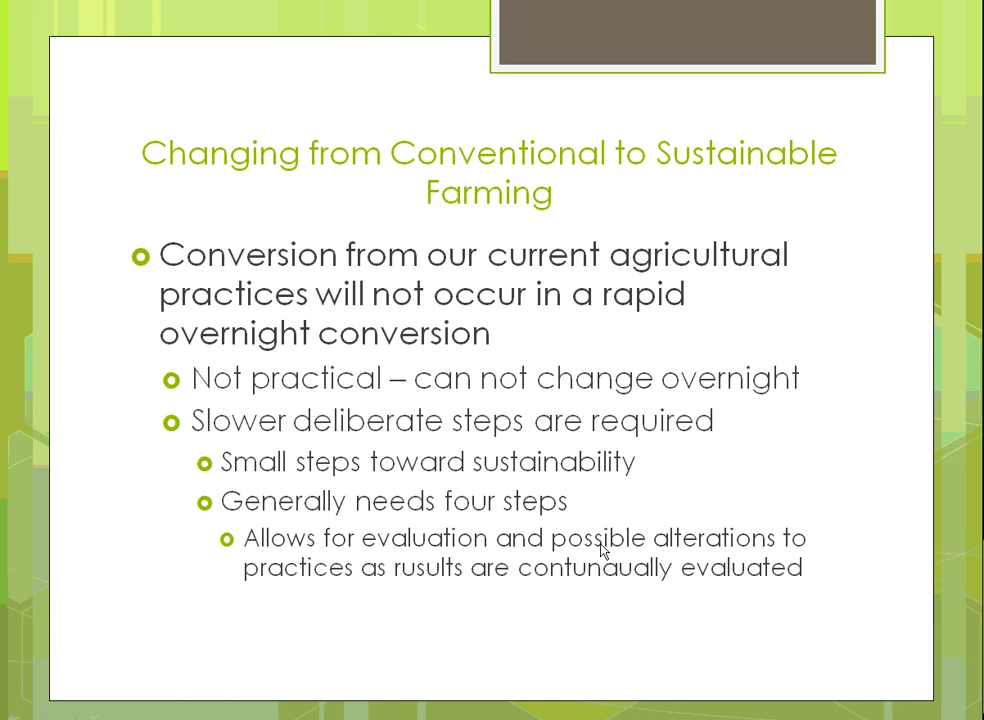 Changing from Conventional to Sustainable
Farming
Conversion from our current agricultural
practices will not occur in a rapid
overnight conversion
Not practical – can not change overnight
Slower deliberate steps are required
Small steps toward sustainability
Generally needs four steps
Allows for evaluation and possible alterations to
practices as rusults are contunaually evaluated